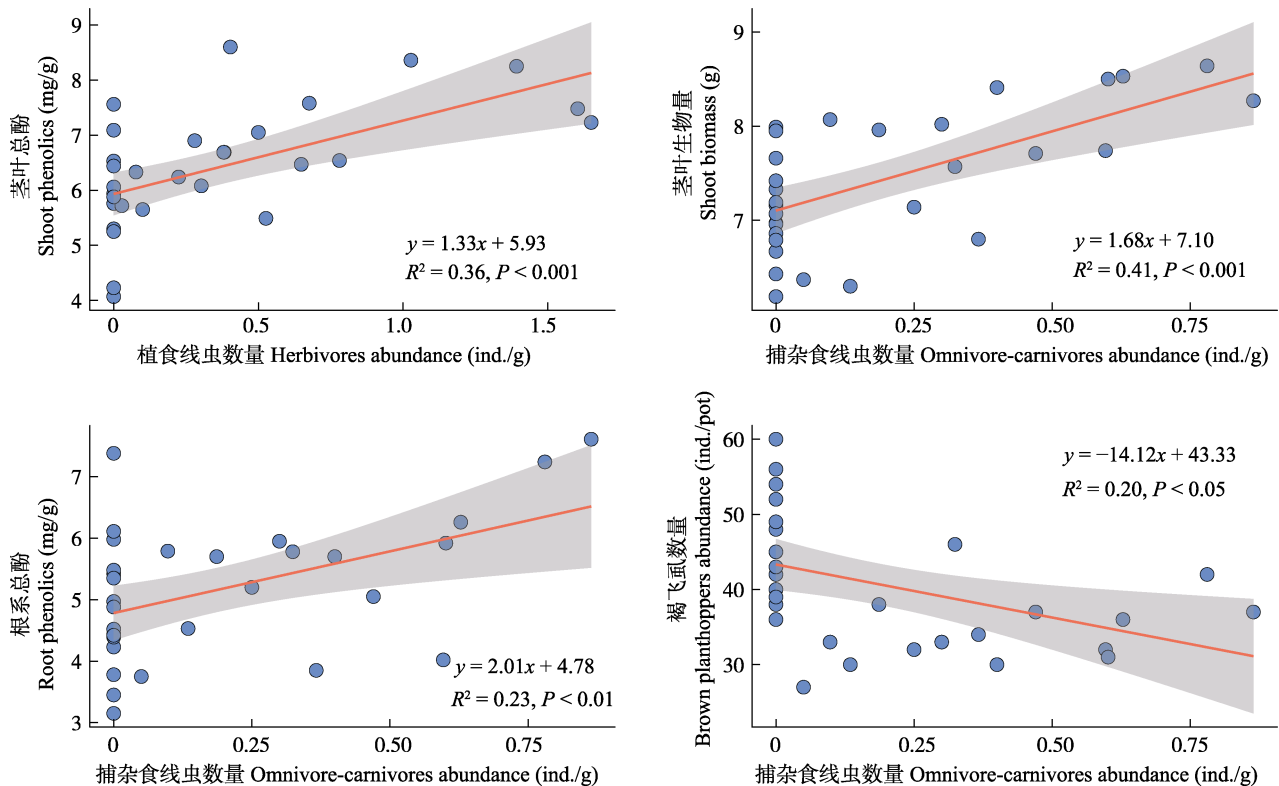 茎叶总酚
Shoot phenolics (mg/g)
9
8
7
6
5
4
y = 1.33x + 5.93
R² = 0.36, P < 0.001
0 0.5 1.0 1.5
植食线虫数量 Herbivores abundance (ind./g)
茎叶生物量
Shoot biomass (g)
9
8
7
y = 1.68x + 7.10
R² = 0.41, P < 0.001
0 0.25 0.50 0.75
捕杂食线虫数量 Omnivore-carnivores abundance (ind./g)
根系总酚
Root phenolics (mg/g)
7
6
5
4
3
y = 2.01x + 4.78
R² = 0.23, P < 0.01
0 0.25 0.50 0.75
捕杂食线虫数量 Omnivore-carnivores abundance (ind./g)
褐飞虱数量
Brown planthoppers abundance (ind./pot)
60
50
40
30
y = −14.12x + 43.33
R² = 0.20, P < 0.05
0 0.25 0.50 0.75
捕杂食线虫数量 Omnivore-carnivores abundance (ind./g)